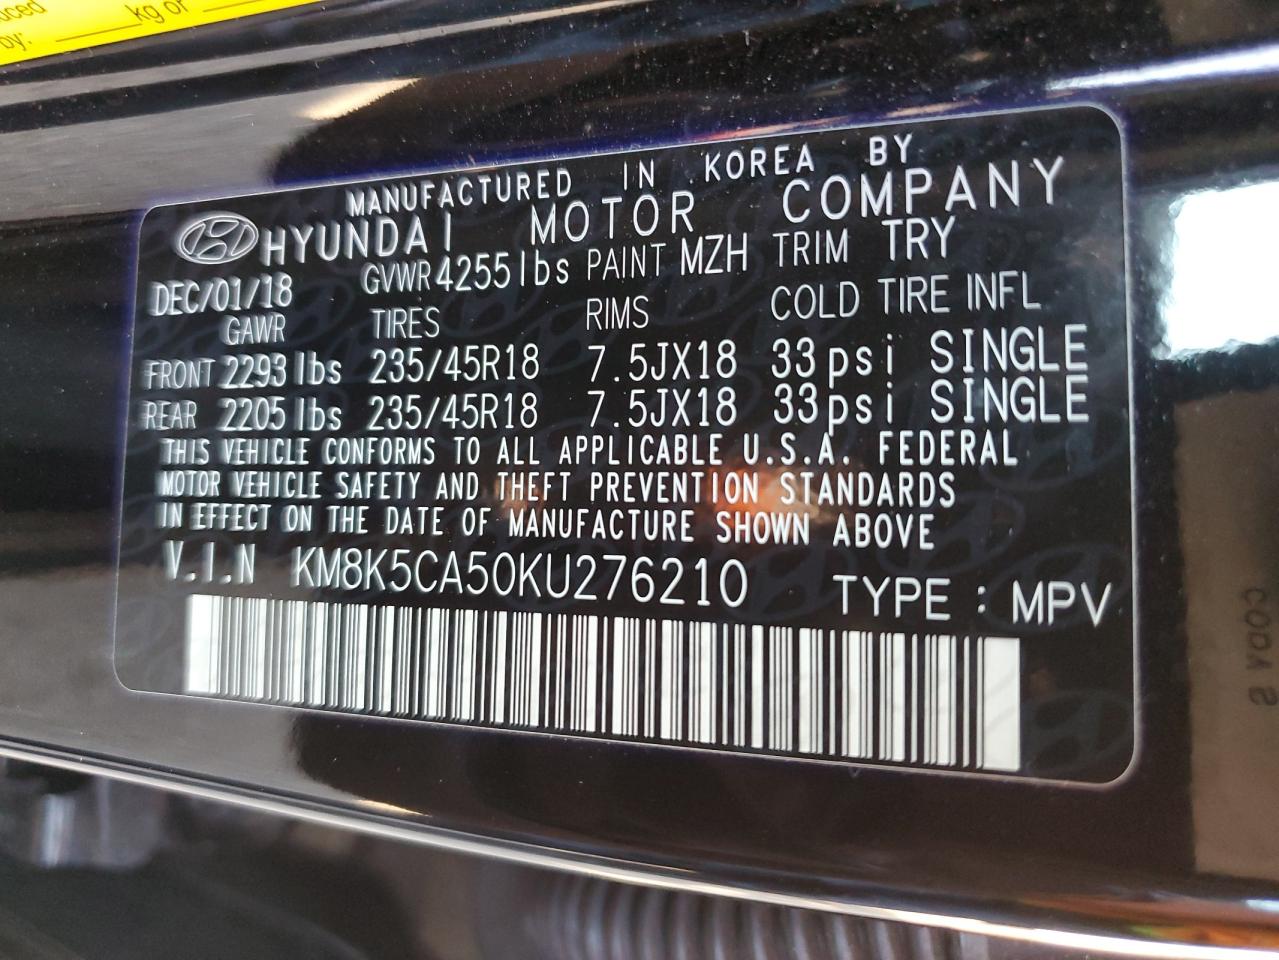 uced
by:
kg or
MANUFACTURED IN KOREA BY
HYUNDAI MOTOR COMPANY
DEC/01/18 GVWR 4255lbs PAINT MZH TRIM TRY
GAWR TIRES RIMS COLD TIRE INFL
FRONT 2293lbs 235/45R18 7.5JX18 33psi SINGLE
REAR 2205lbs 235/45R18 7.5JX18 33psi SINGLE
THIS VEHICLE CONFORMS TO ALL APPLICABLE U.S.A. FEDERAL
MOTOR VEHICLE SAFETY AND THEFT PREVENTION STANDARDS
IN EFFECT ON THE DATE OF MANUFACTURE SHOWN ABOVE
V.I.N KM8K5CA50KU276210 TYPE : MPV